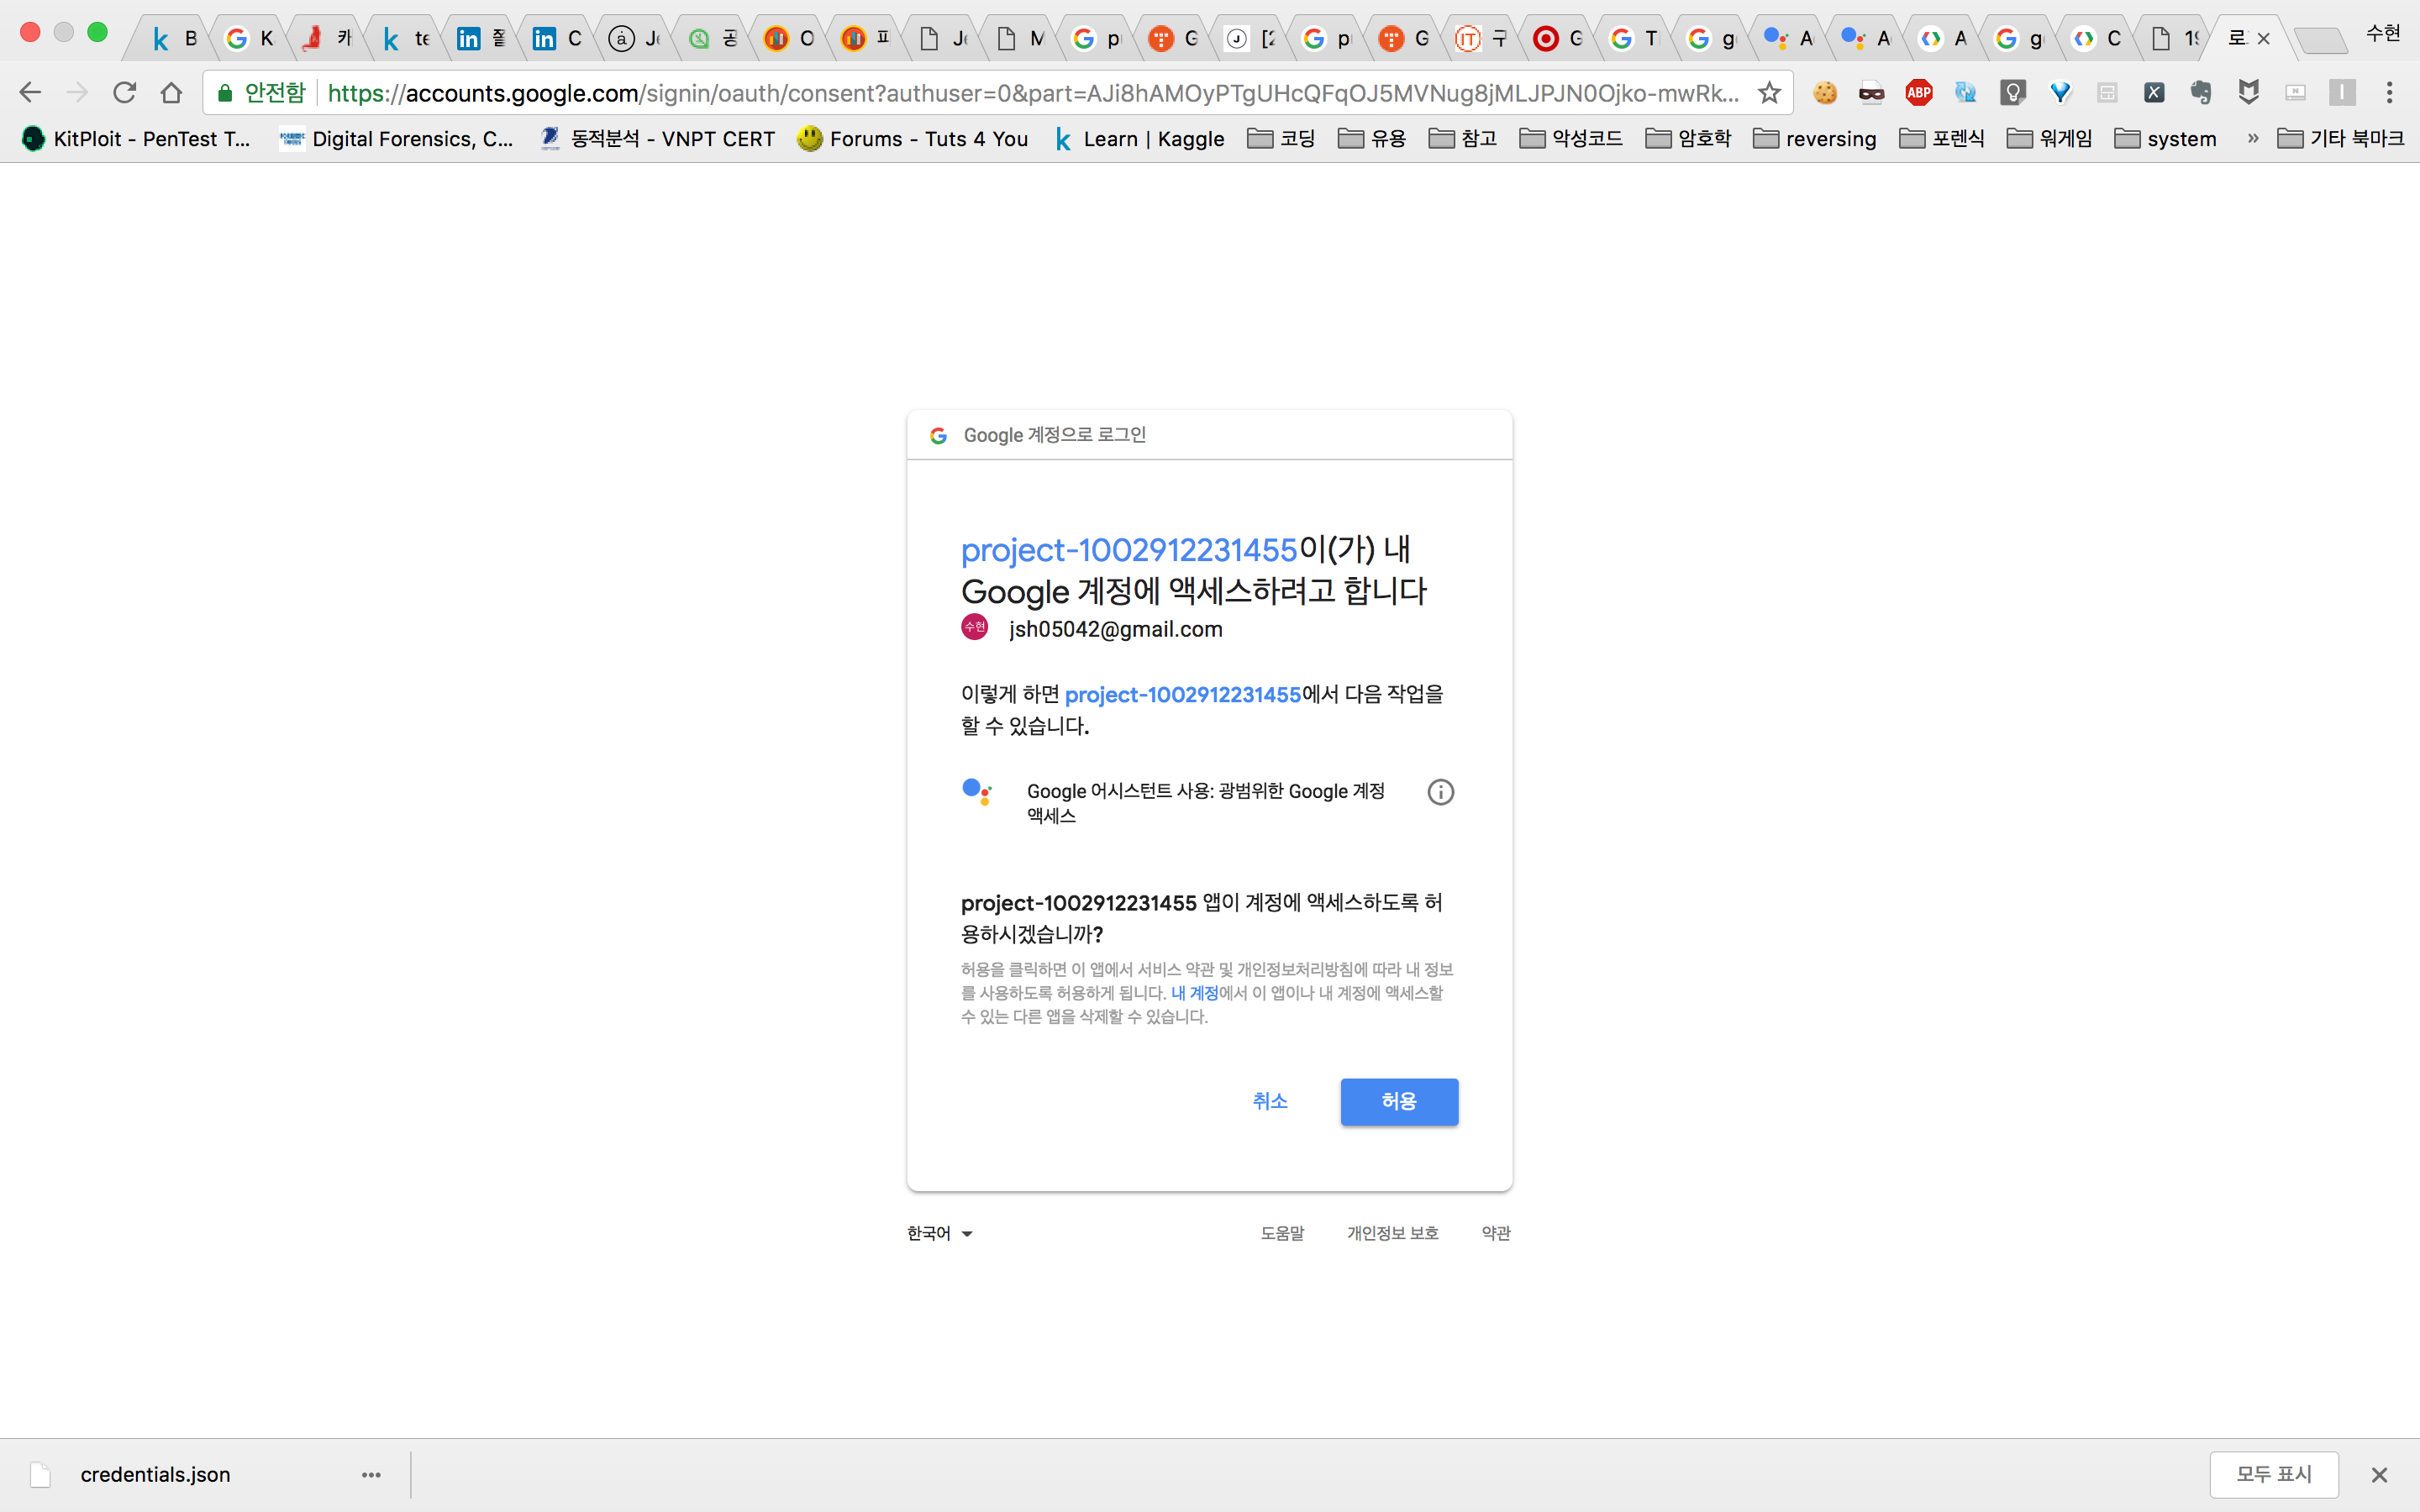 B K 카 te in 쫄 in C Je 공 O 파 Je M p G [2 p G IT 구 G T g A A A g C 19 로 수현
안전함 https://accounts.google.com/signin/oauth/consent?authuser=0&part=AJi8hAMOyPTgUHcQFqOJ5MVNug8jMLJPJN0Ojko-mwRk... ABP
KitPloit - PenTest T... Digital Forensics, C... 동적분석 - VNPT CERT Forums - Tuts 4 You Learn | Kaggle 코딩 유용 참고 악성코드 암호학 reversing 포렌식 워게임 system » 기타 북마크
Google 계정으로 로그인
project-1002912231455이(가) 내
Google 계정에 액세스하려고 합니다
수현 jsh05042@gmail.com
이렇게 하면 project-1002912231455에서 다음 작업을
할 수 있습니다.
Google 어시스턴트 사용: 광범위한 Google 계정
액세스
project-1002912231455 앱이 계정에 액세스하도록 허
용하시겠습니까?
허용을 클릭하면 이 앱에서 서비스 약관 및 개인정보처리방침에 따라 내 정보
를 사용하도록 허용하게 됩니다. 내 계정에서 이 앱이나 내 계정에 액세스할
수 있는 다른 앱을 삭제할 수 있습니다.
취소 허용
한국어 도움말 개인정보 보호 약관
credentials.json 모두 표시